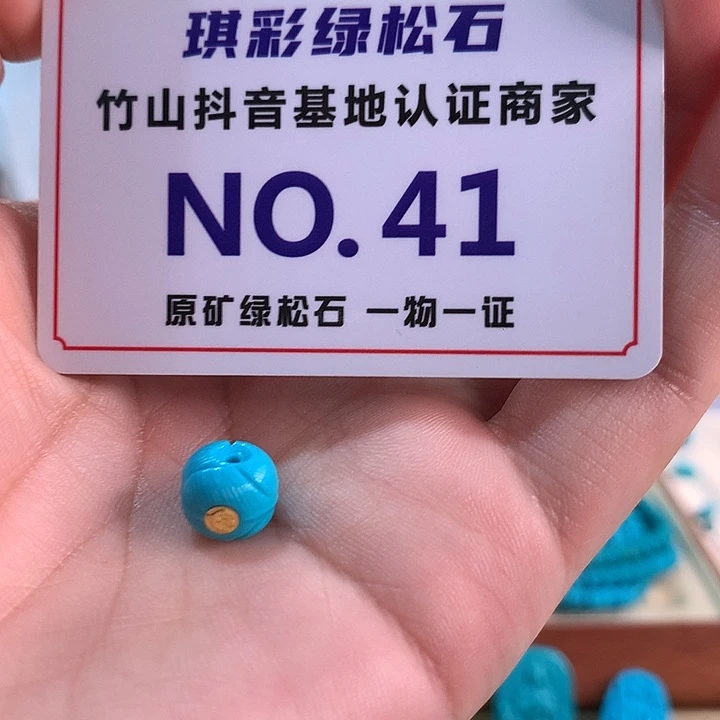 琪彩绿松石
竹山抖音基地认证商家
NO.41
原矿绿松石 一物一证